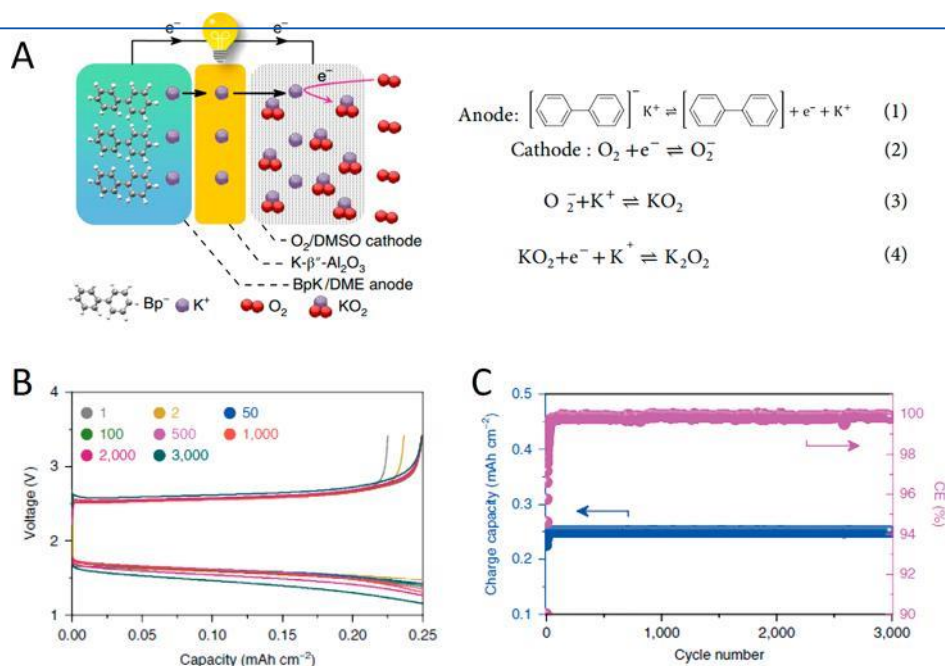 A
e⁻ e⁻
e⁻
O₂/DMSO cathode
K-β″-Al₂O₃
BpK/DME anode
Bp⁻ K⁺ O₂ KO₂
Anode: [ ]⁻ K⁺ ⇌ [ ] + e⁻ + K⁺ (1)
Cathode : O₂ +e⁻ ⇌ O₂⁻ (2)
O₂⁻+K⁺ ⇌ KO₂ (3)
KO₂+e⁻ + K⁺ ⇌ K₂O₂ (4)
B
Voltage (V)
4
3
2
1
1 2 50
100 500 1,000
2,000 3,000
0.00 0.05 0.10 0.15 0.20 0.25
Capacity (mAh cm⁻²)
C
Charge capacity (mAh cm⁻²)
0.5
0.4
0.3
0.2
0.1
100
98
96
94
92
90
CE (%)
0 1,000 2,000 3,000
Cycle number